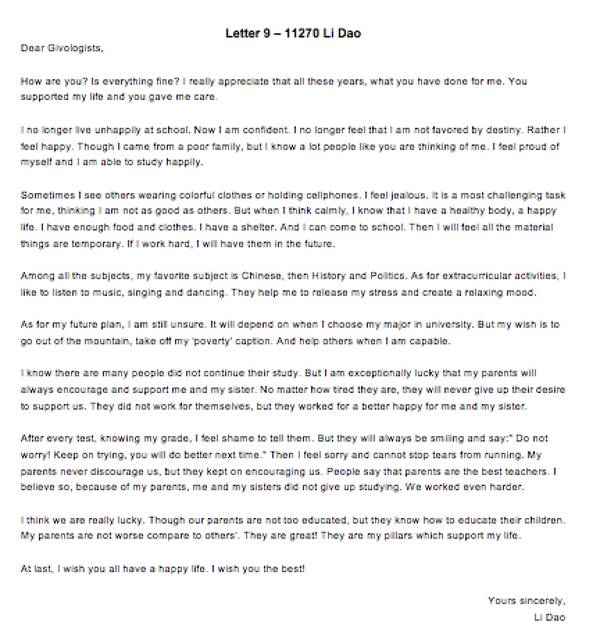 Letter 9 – 11270 Li Dao
Dear Givologists,
How are you? Is everything fine? I really appreciate that all these years, what you have done for me. You
supported my life and you gave me care.
I no longer live unhappily at school. Now I am confident. I no longer feel that I am not favored by destiny. Rather I
feel happy. Though I came from a poor family, but I know a lot people like you are thinking of me. I feel proud of
myself and I am able to study happily.
Sometimes I see others wearing colorful clothes or holding cellphones. I feel jealous. It is a most challenging task
for me, thinking I am not as good as others. But when I think calmly, I know that I have a healthy body, a happy
life. I have enough food and clothes. I have a shelter. And I can come to school. Then I will feel all the material
things are temporary. If I work hard, I will have them in the future.
Among all the subjects, my favorite subject is Chinese, then History and Politics. As for extracurricular activities, I
like to listen to music, singing and dancing. They help me to release my stress and create a relaxing mood.
As for my future plan, I am still unsure. It will depend on when I choose my major in university. But my wish is to
go out of the mountain, take off my 'poverty' caption. And help others when I am capable.
I know there are many people did not continue their study. But I am exceptionally lucky that my parents will
always encourage and support me and my sister. No matter how tired they are, they will never give up their desire
to support us. They did not work for themselves, but they worked for a better happy for me and my sister.
After every test, knowing my grade, I feel shame to tell them. But they will always be smiling and say:" Do not
worry! Keep on trying, you will do better next time." Then I feel sorry and cannot stop tears from running. My
parents never discourage us, but they kept on encouraging us. People say that parents are the best teachers. I
believe so, because of my parents, me and my sisters did not give up studying. We worked even harder.
I think we are really lucky. Though our parents are not too educated, but they know how to educate their children.
My parents are not worse compare to others'. They are great! They are my pillars which support my life.
At last, I wish you all have a happy life. I wish you the best!
Yours sincerely,
Li Dao